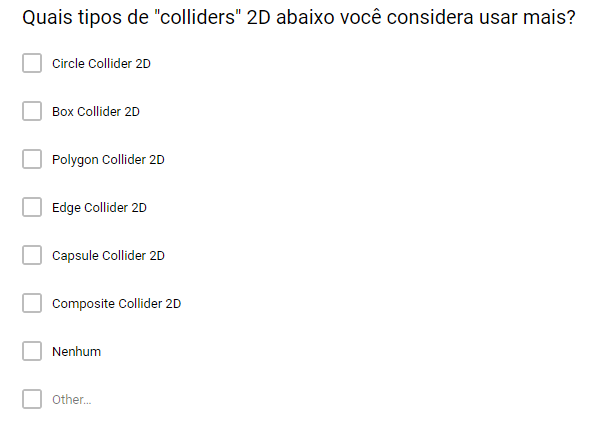 Quais tipos de "colliders" 2D abaixo você considera usar mais?
Circle Collider 2D
Box Collider 2D
Polygon Collider 2D
Edge Collider 2D
Capsule Collider 2D
Composite Collider 2D
Nenhum
Other...